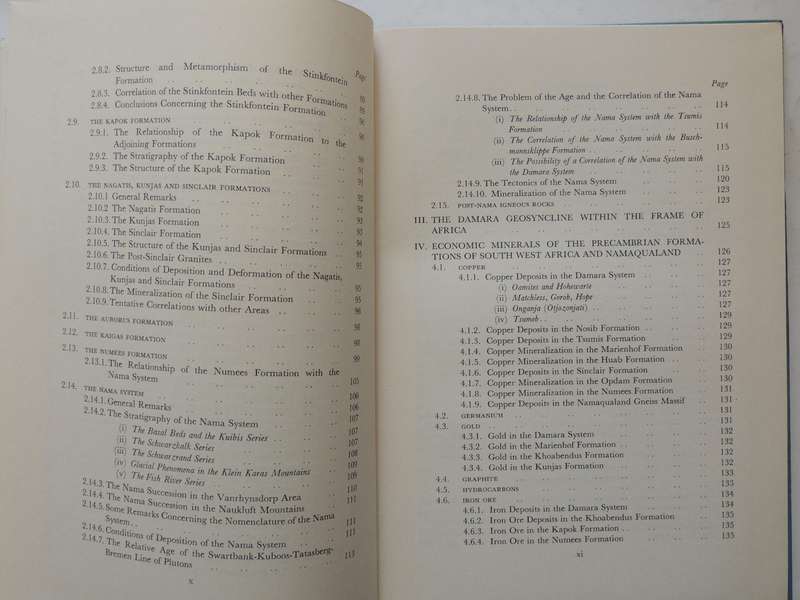 Page
2.8.2. Structure and Metamorphism of the Stinkfontein
Formation
2.8.3. Correlation of the Stinkfontein Beds with other Formations
2.8.4. Conclusions Concerning the Stinkfontein Formation
2.9. THE KAPOK FORMATION
2.9.1. The Relationship of the Kapok Formation to the
Adjoining Formations
2.9.2. The Stratigraphy of the Kapok Formation
2.9.3. The Structure of the Kapok Formation
2.10. THE NAGATIS, KUNJAS AND SINCLAIR FORMATIONS
2.10.1 General Remarks
2.10.2 The Nagatis Formation
2.10.3. The Kunjas Formation
2.10.4. The Sinclair Formation
2.10.5. The Structure of the Kunjas and Sinclair Formations
2.10.6. The Post-Sinclair Granites
2.10.7. Conditions of Deposition and Deformation of the Nagatis,
Kunjas and Sinclair Formations
2.10.8. The Mineralization of the Sinclair Formation
2.10.9. Tentative Correlations with other Areas
2.11. THE AUBORUS FORMATION
2.12. THE KAIGAS FORMATION
2.13. THE NUMEES FORMATION
2.13.1. The Relationship of the Numees Formation with the
Nama System 105
2.14. THE NAMA SYSTEM 106
2.14.1. General Remarks 106
2.14.2. The Stratigraphy of the Nama System 107
(i) The Basal Beds and the Kuibis Series 107
(ii) The Schwarzkalk Series 107
(iii) The Schwarzrand Series 108
(iv) Glacial Phenomena in the Klein Karas Mountains 109
(v) The Fish River Series 109
2.14.3. The Nama Succession in the Vanrhynsdorp Area 110
2.14.4. The Nama Succession in the Naukluft Mountains 111
2.14.5. Some Remarks Concerning the Nomenclature of the Nama
System 111
2.14.6. Conditions of Deposition of the Nama System
2.14.7. The Relative Age of the Swartbank-Kuboos-Tatasberg-
Bremen Line of Plutons 113
x
Page
2.14.8. The Problem of the Age and the Correlation of the Nama
System 114
(i) The Relationship of the Nama System with the Tsumis
Formation 114
(ii) The Correlation of the Nama System with the Busch-
mannsklippe Formation 115
(iii) The Possibility of a Correlation of the Nama System with
the Damara System 115
2.14.9. The Tectonics of the Nama System 120
2.14.10. Mineralization of the Nama System 123
2.15. POST-NAMA IGNEOUS ROCKS 123
III. THE DAMARA GEOSYNCLINE WITHIN THE FRAME OF
AFRICA 125
IV. ECONOMIC MINERALS OF THE PRECAMBRIAN FORMA-
TIONS OF SOUTH WEST AFRICA AND NAMAQUALAND 126
4.1. COPPER 127
4.1.1. Copper Deposits in the Damara System 127
(i) Oamites and Hohewarte 127
(ii) Matchless, Gorob, Hope 127
(iii) Onganja (Otjozonjati) 127
(iv) Tsumeb 129
4.1.2. Copper Deposits in the Nosib Formation 129
4.1.3. Copper Deposits in the Tsumis Formation 129
4.1.4. Copper Mineralization in the Marienhof Formation 130
4.1.5. Copper Mineralization in the Huab Formation 130
4.1.6. Copper Deposits in the Sinclair Formation 130
4.1.7. Copper Mineralization in the Opdam Formation 130
4.1.8. Copper Mineralization in the Numees Formation 131
4.1.9. Copper Deposits in the Namaqualand Gneiss Massif 131
4.2. GERMANIUM 131
4.3. GOLD 131
4.3.1. Gold in the Damara System 132
4.3.2. Gold in the Marienhof Formation 132
4.3.3. Gold in the Khoabendus Formation 132
4.3.4. Gold in the Kunjas Formation 132
4.4. GRAPHITE 133
4.5. HYDROCARBONS 133
4.6. IRON ORE 134
4.6.1. Iron Deposits in the Damara System 134
4.6.2. Iron Ore Deposits in the Khoabendus Formation 135
4.6.3. Iron Ore in the Kapok Formation 135
4.6.4. Iron Ore in the Numees Formation 135
xi